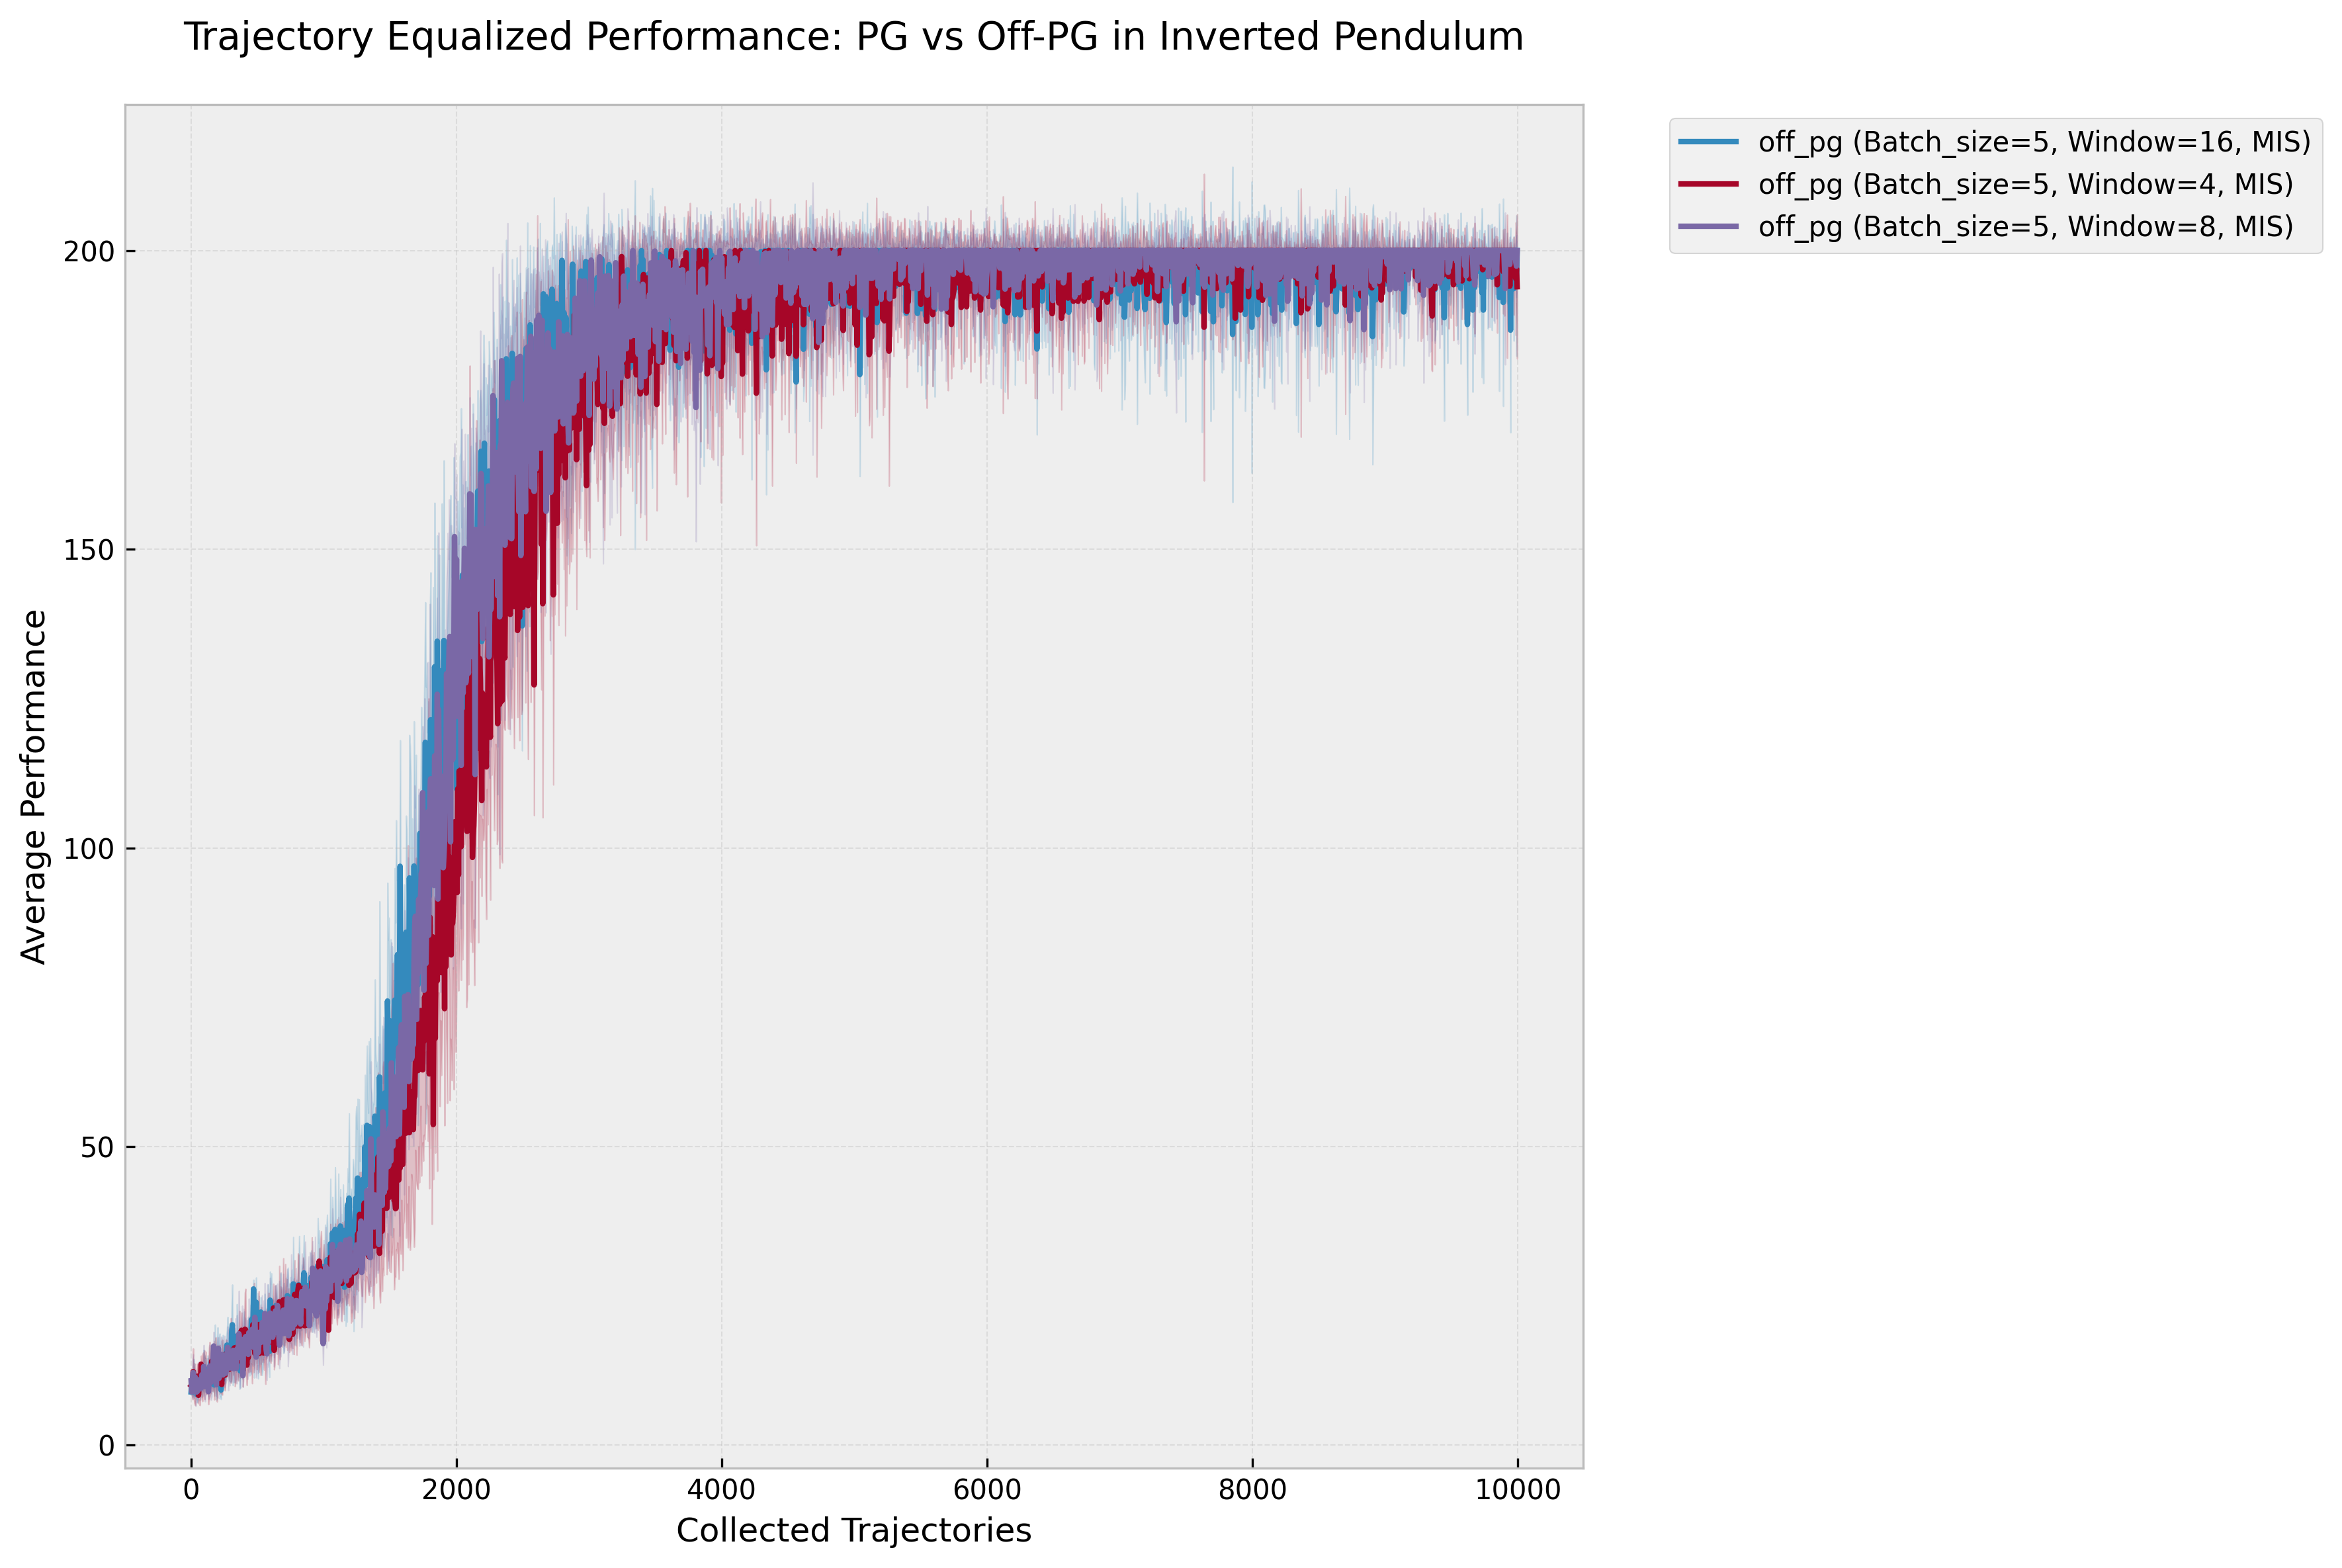 Trajectory Equalized Performance: PG vs Off-PG in Inverted Pendulum
off_pg (Batch_size=5, Window=16, MIS)
off_pg (Batch_size=5, Window=4, MIS)
off_pg (Batch_size=5, Window=8, MIS)
Average Performance
200
150
100
50
0
0 2000 4000 6000 8000 10000
Collected Trajectories